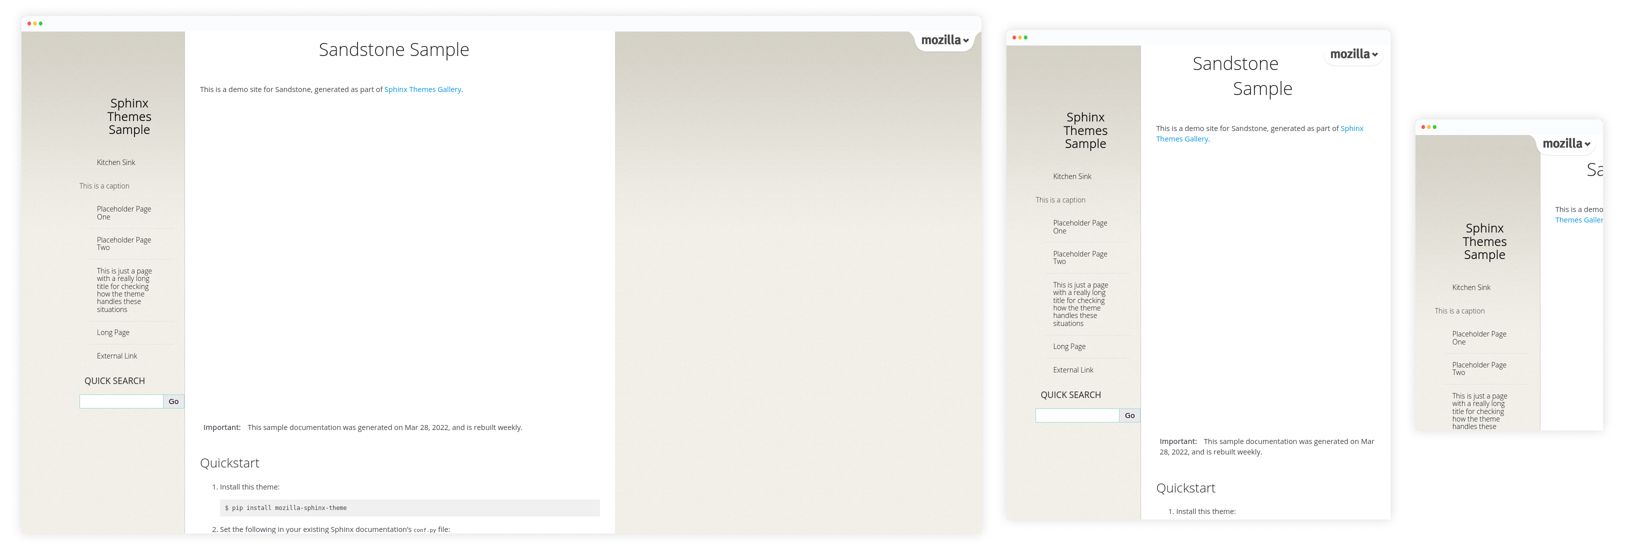 mozilla
Sandstone Sample
This is a demo site for Sandstone, generated as part of Sphinx Themes Gallery.
Sphinx
Themes
Sample
Kitchen Sink
This is a caption
Placeholder Page
One
Placeholder Page
Two
This is just a page
with a really long
title for checking
how the theme
handles these
situations
Long Page
External Link
QUICK SEARCH
Go
Important: This sample documentation was generated on Mar 28, 2022, and is rebuilt weekly.
Quickstart
1. Install this theme:
$ pip install mozilla-sphinx-theme
2. Set the following in your existing Sphinx documentation's conf.py file:
mozilla
Sandstone
Sample
This is a demo site for Sandstone, generated as part of Sphinx
Themes Gallery.
Sphinx
Themes
Sample
Kitchen Sink
This is a caption
Placeholder Page
One
Placeholder Page
Two
This is just a page
with a really long
title for checking
how the theme
handles these
situations
Long Page
External Link
QUICK SEARCH
Go
Important: This sample documentation was generated on Mar
28, 2022, and is rebuilt weekly.
Quickstart
1. Install this theme:
mozilla
Sa
This is a demo
Themes Galler
Sphinx
Themes
Sample
Kitchen Sink
This is a caption
Placeholder Page
One
Placeholder Page
Two
This is just a page
with a really long
title for checking
how the theme
handles these